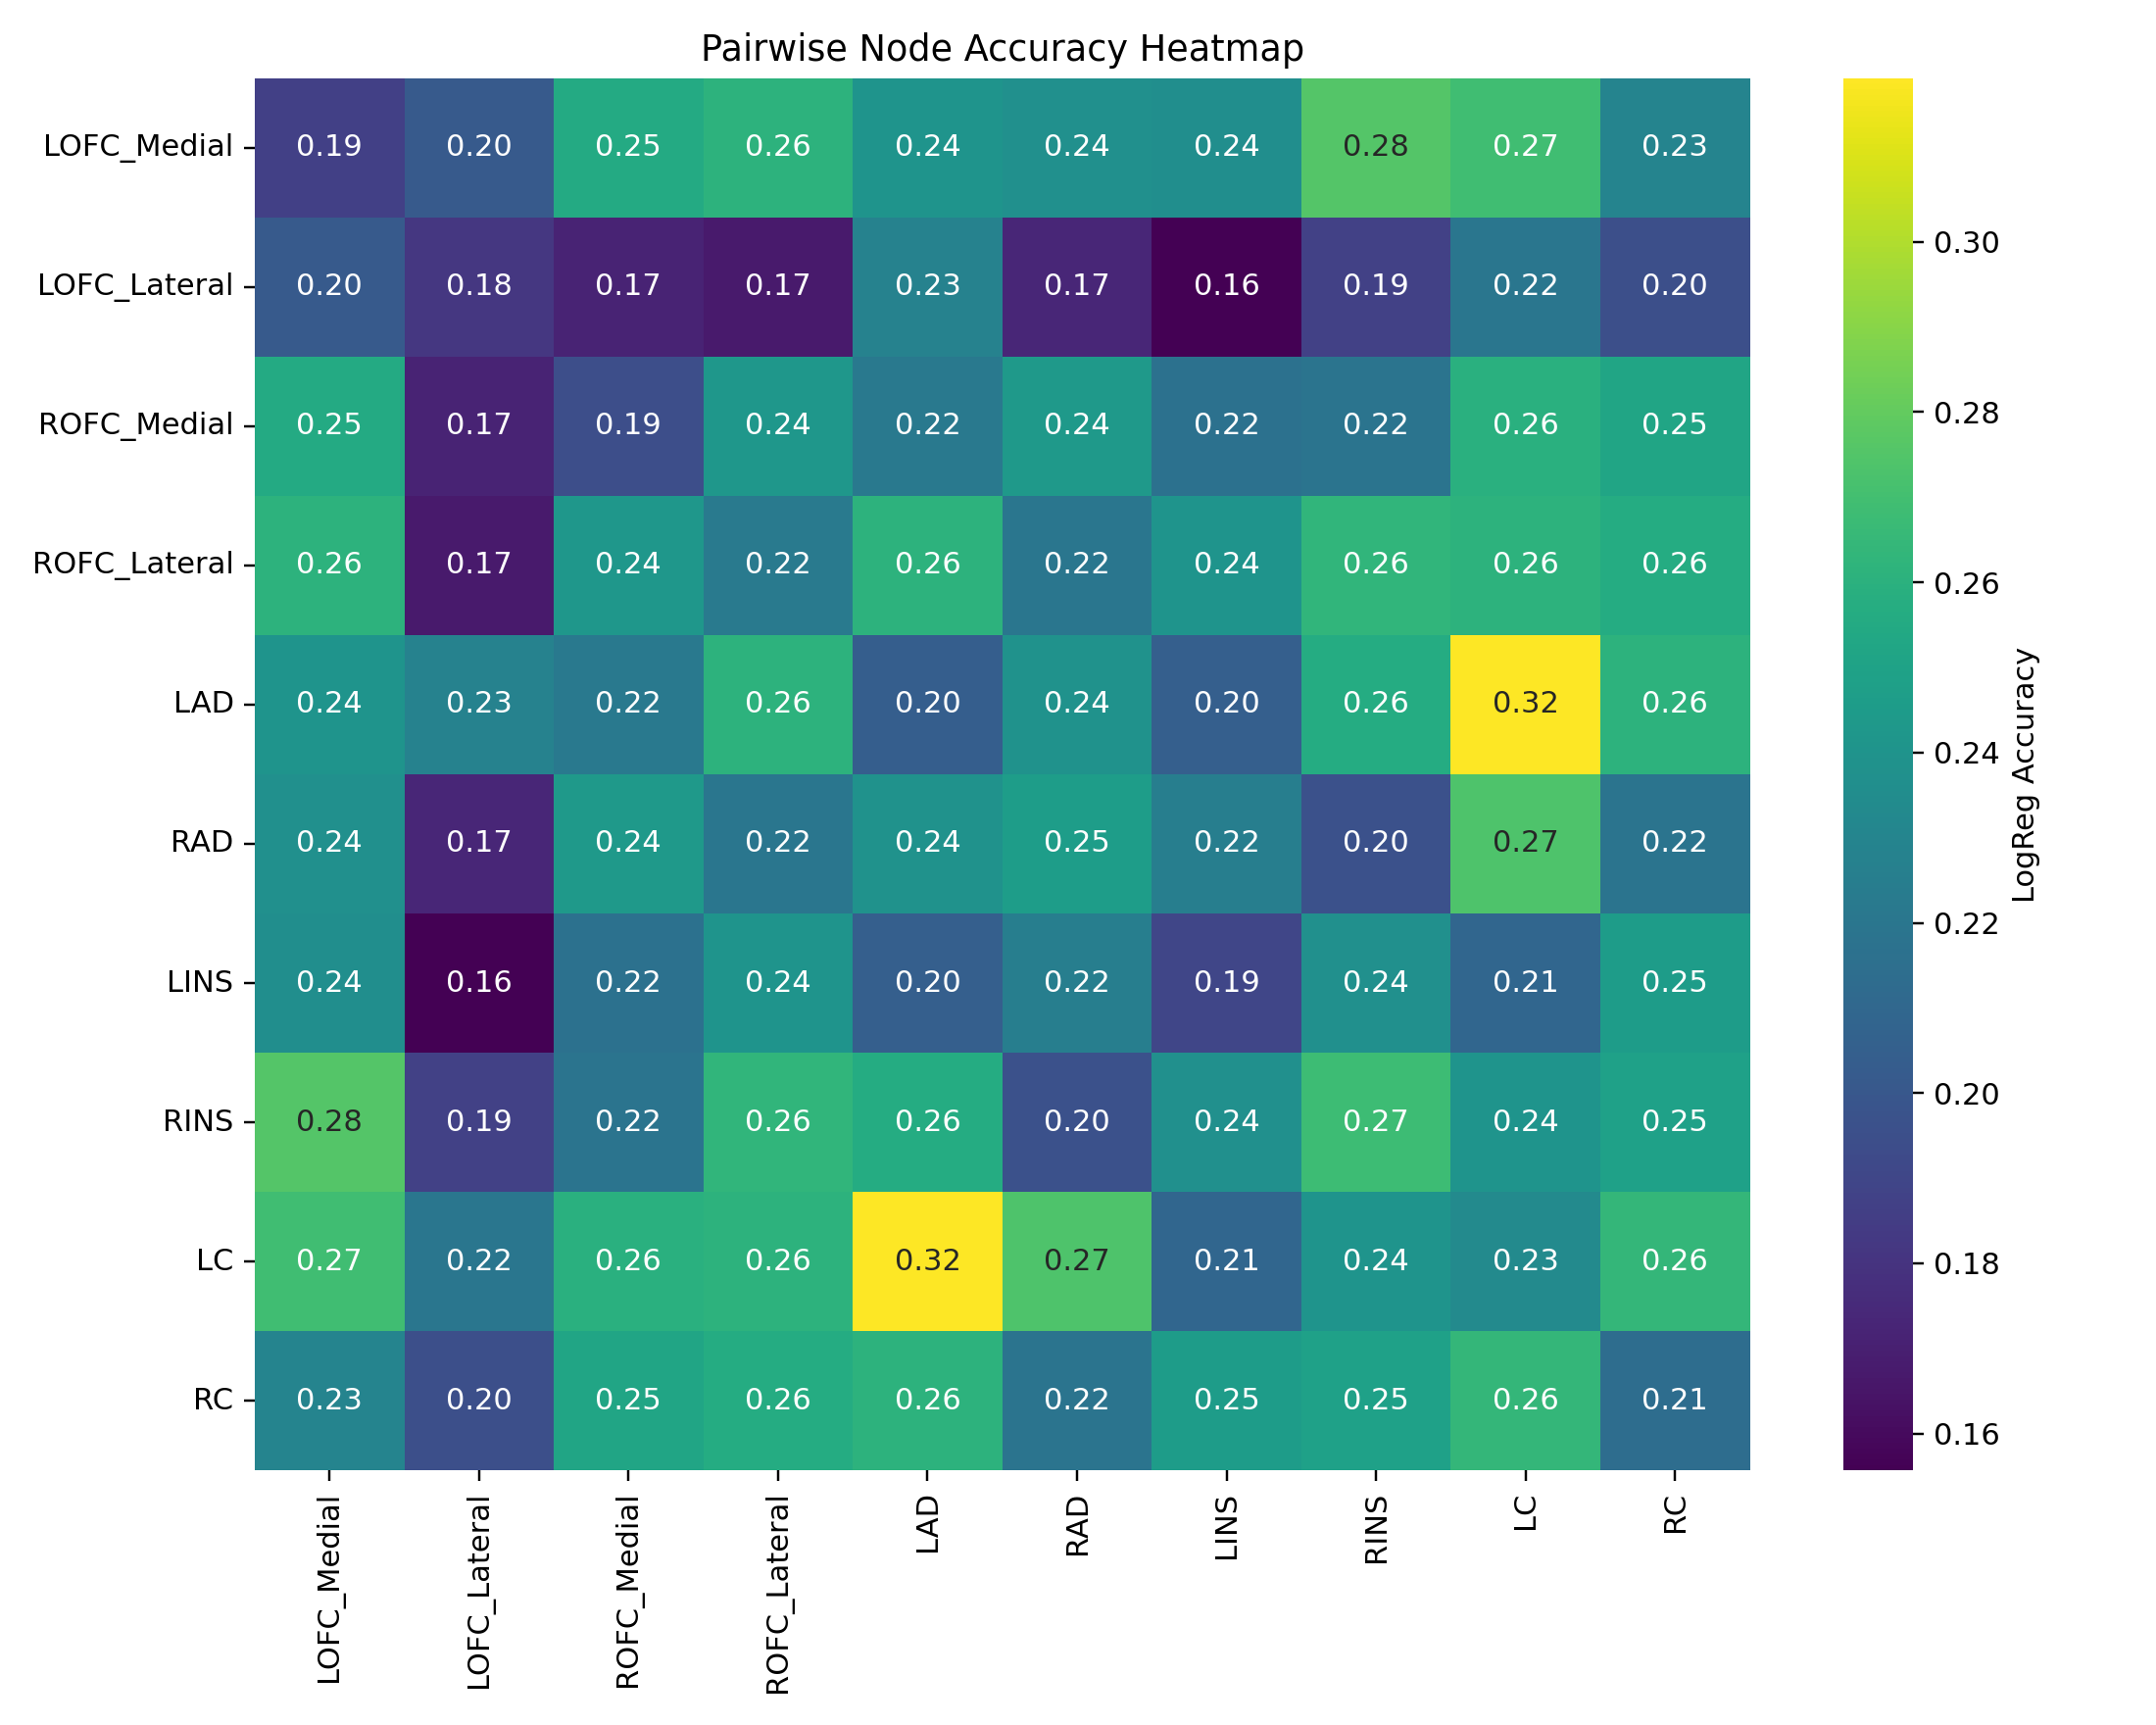 Pairwise Node Accuracy Heatmap
LOFC_Medial 0.19 0.20 0.25 0.26 0.24 0.24 0.24 0.28 0.27 0.23
LOFC_Lateral 0.20 0.18 0.17 0.17 0.23 0.17 0.16 0.19 0.22 0.20
ROFC_Medial 0.25 0.17 0.19 0.24 0.22 0.24 0.22 0.22 0.26 0.25
ROFC_Lateral 0.26 0.17 0.24 0.22 0.26 0.22 0.24 0.26 0.26 0.26
LAD 0.24 0.23 0.22 0.26 0.20 0.24 0.20 0.26 0.32 0.26
RAD 0.24 0.17 0.24 0.22 0.24 0.25 0.22 0.20 0.27 0.22
LINS 0.24 0.16 0.22 0.24 0.20 0.22 0.19 0.24 0.21 0.25
RINS 0.28 0.19 0.22 0.26 0.26 0.20 0.24 0.27 0.24 0.25
LC 0.27 0.22 0.26 0.26 0.32 0.27 0.21 0.24 0.23 0.26
RC 0.23 0.20 0.25 0.26 0.26 0.22 0.25 0.25 0.26 0.21
LOFC_Medial LOFC_Lateral ROFC_Medial ROFC_Lateral LAD RAD LINS RINS LC RC
0.30
0.28
0.26
0.24
0.22
0.20
0.18
0.16
LogReg Accuracy